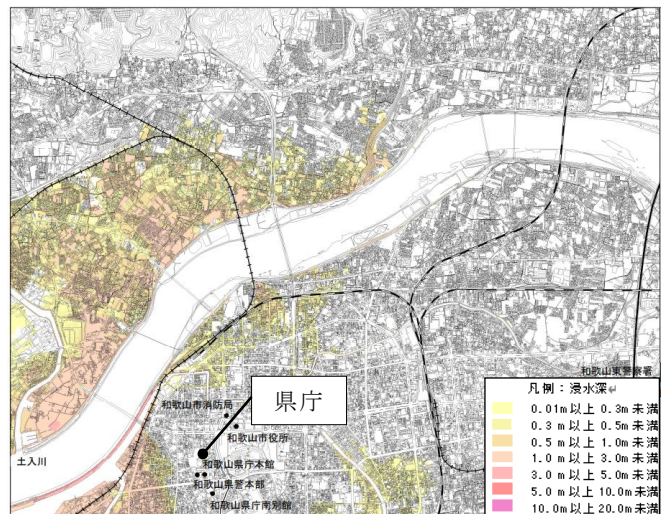 和歌山東警察署
県庁
和歌山市消防局
和歌山市役所
土入川
和歌山県庁本館
和歌山県警本部
和歌山県庁南別館
凡例：浸水深↵
0.01m以上 0.3m未満
0.3 m以上 0.5m未満
0.5 m以上 1.0m未満
1.0 m以上 3.0m未満
3.0 m以上 5.0m未満
5.0 m以上 10.0m未満
10.0m以上 20.0m未満